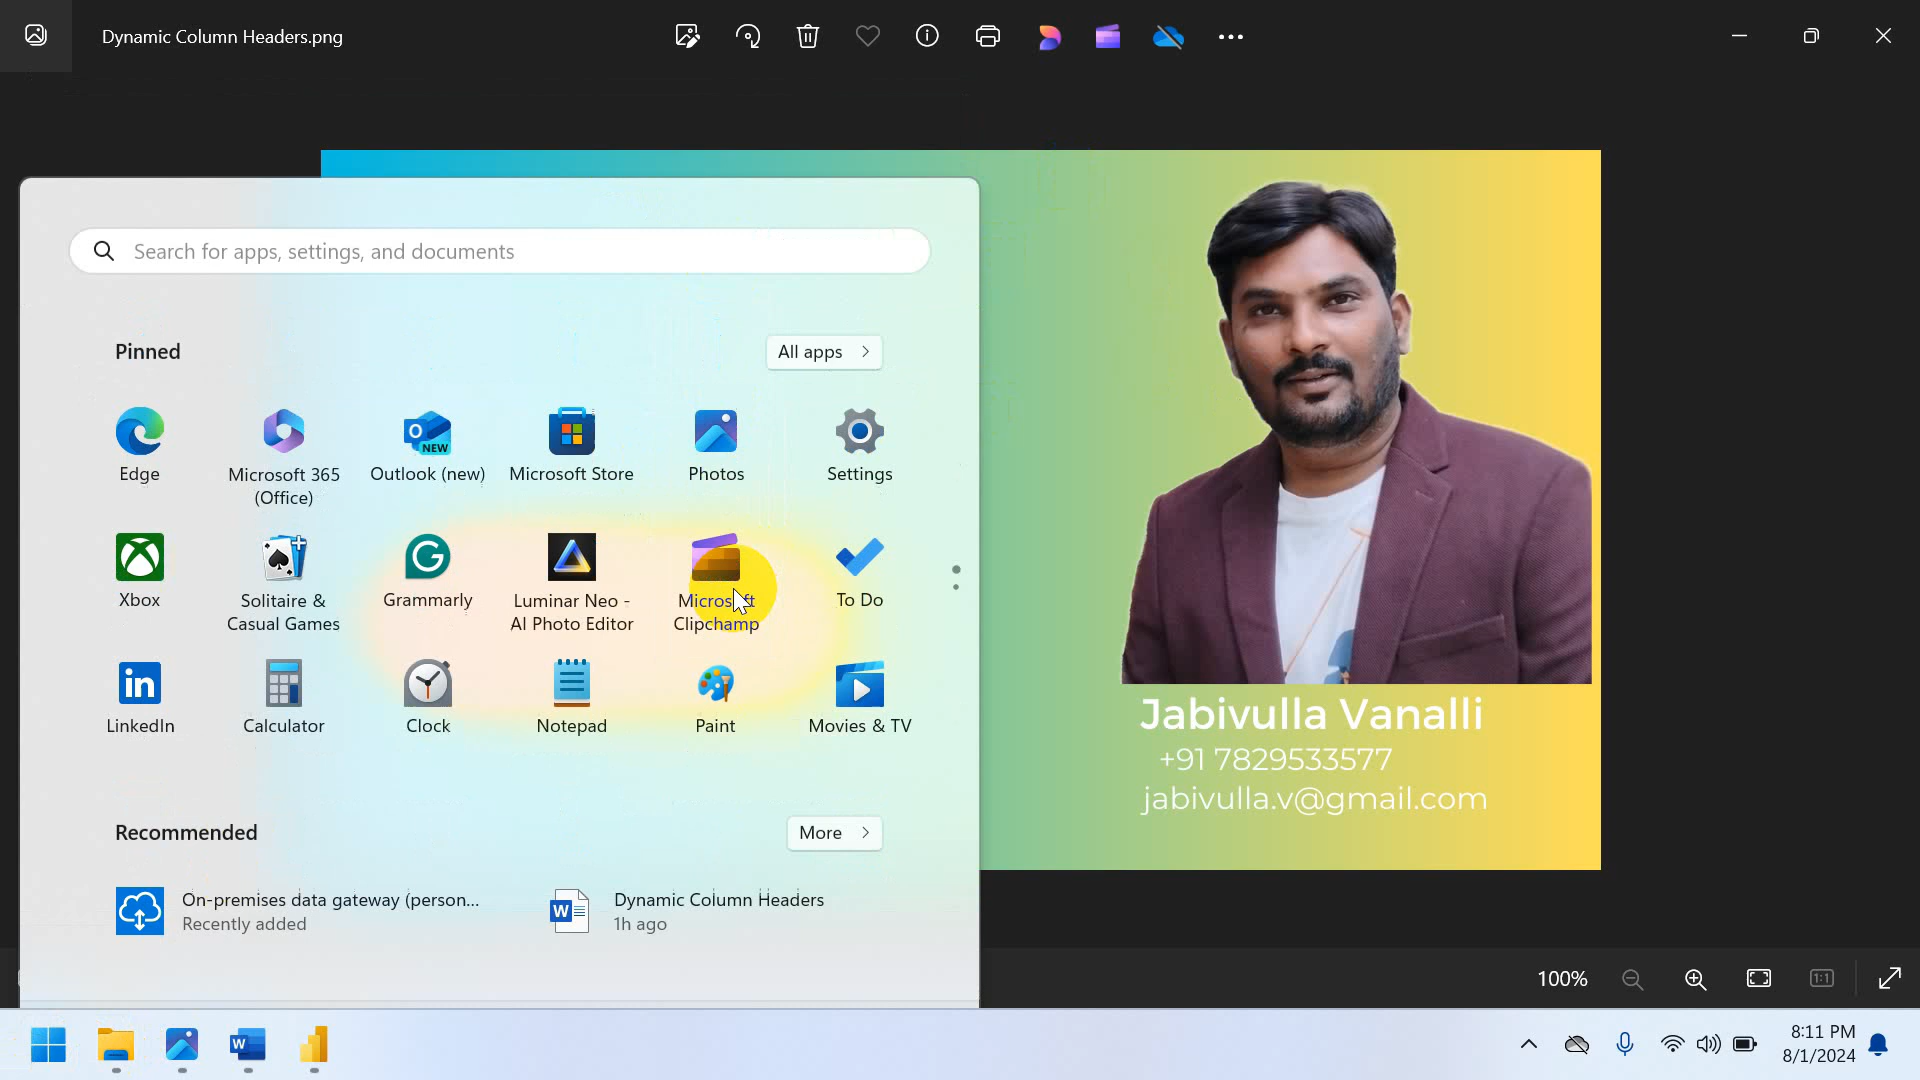 Dynamic Column Headers.png
Search for apps, settings, and documents
Pinned
All apps
Edge
Microsoft 365
(Office)
Outlook (new)
Microsoft Store
Photos
Settings
Xbox
Solitaire &
Casual Games
Grammarly
Luminar Neo -
AI Photo Editor
Microsoft
Clipchamp
To Do
LinkedIn
Calculator
Clock
Notepad
Paint
Movies & TV
Jabivulla Vanalli
+91 7829533577
jabivulla.v@gmail.com
Recommended
More
On-premises data gateway (person...
Recently added
Dynamic Column Headers
1h ago
100%
8:11 PM
8/1/2024